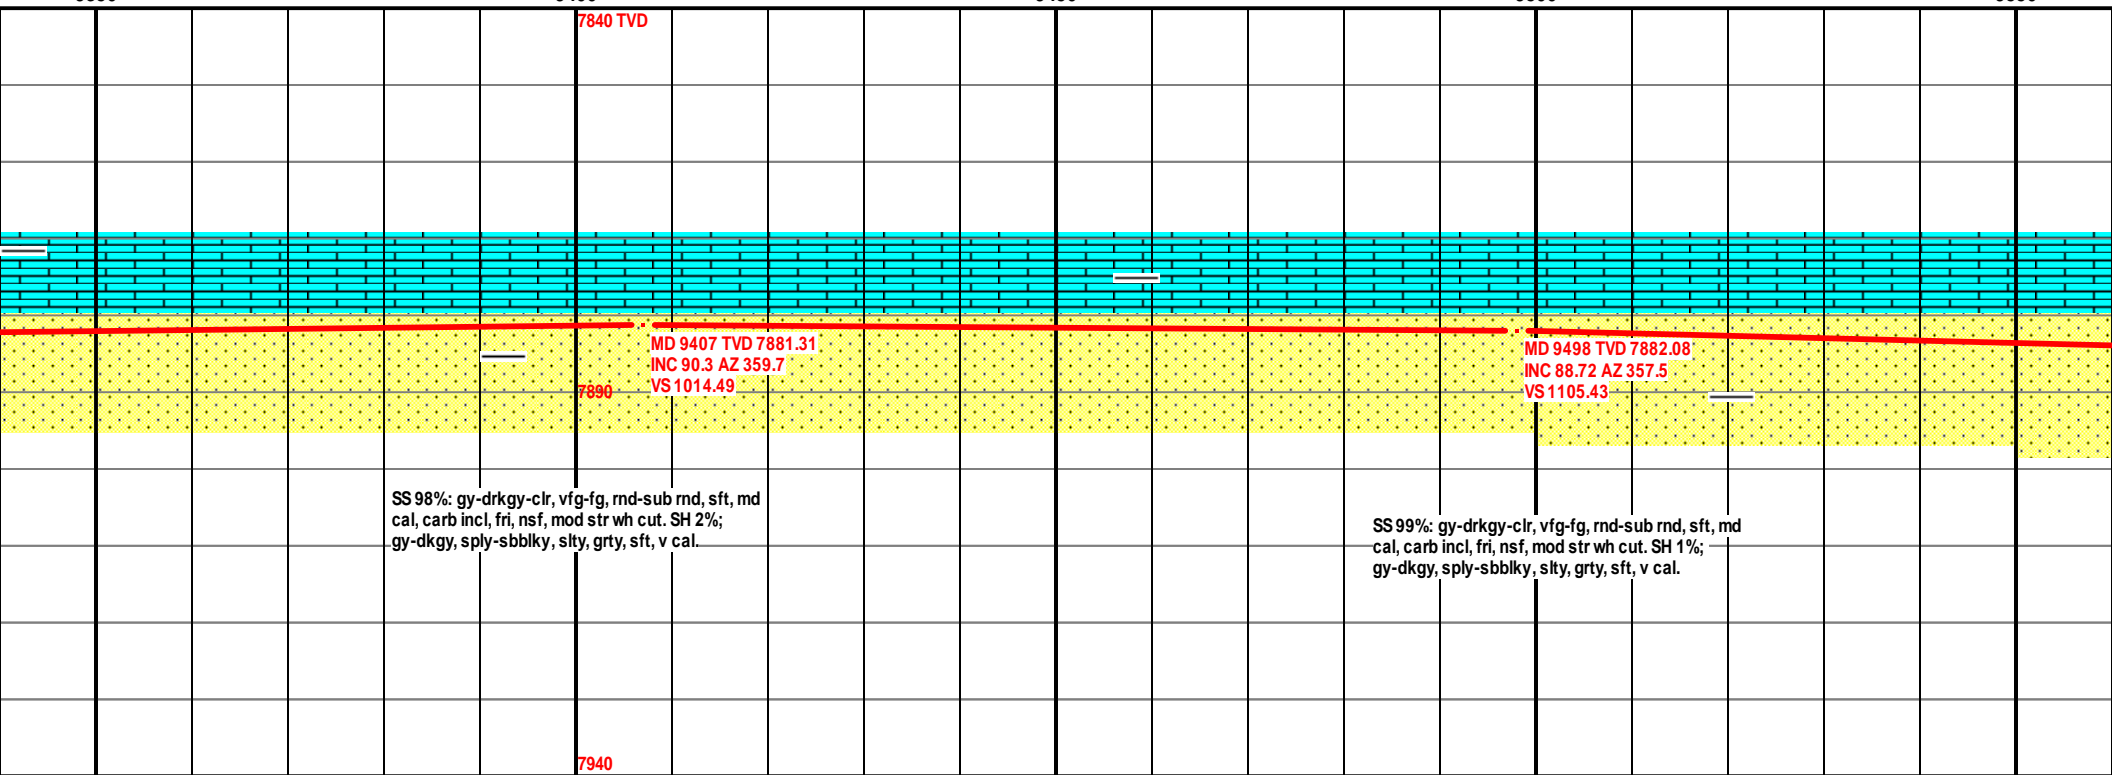 7840 TVD
MD 9407 TVD 7881.31
INC 90.3 AZ 359.7
VS 1014.49
MD 9498 TVD 7882.08
INC 88.72 AZ 357.5
VS 1105.43
7890
SS 98%: gy-drkgy-clr, vfg-fg, rnd-sub rnd, sft, md
cal, carb incl, fri, nsf, mod str wh cut. SH 2%;
gy-dkgy, sply-sbblky, slty, grty, sft, v cal.
SS 99%: gy-drkgy-clr, vfg-fg, rnd-sub rnd, sft, md
cal, carb incl, fri, nsf, mod str wh cut. SH 1%;
gy-dkgy, sply-sbblky, slty, grty, sft, v cal.
7940